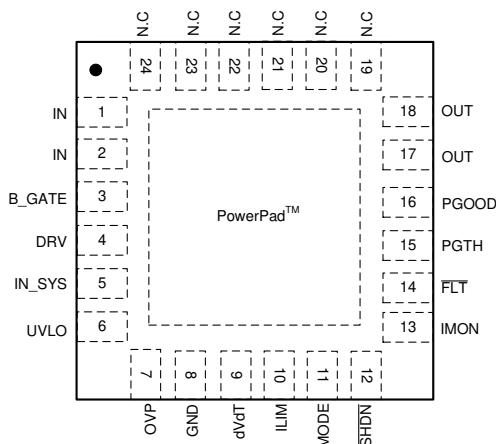 N.C N.C N.C N.C N.C N.C
24 23 22 21 20 19
IN 1 18 OUT
IN 2 17 OUT
B_GATE 3 16 PGOOD
PowerPad™
DRV 4 15 PGTH
IN_SYS 5 14 FLT
UVLO 6 13 IMON
7 8 9 10 11 12
OVP GND dVdT ILIM MODE SHDN